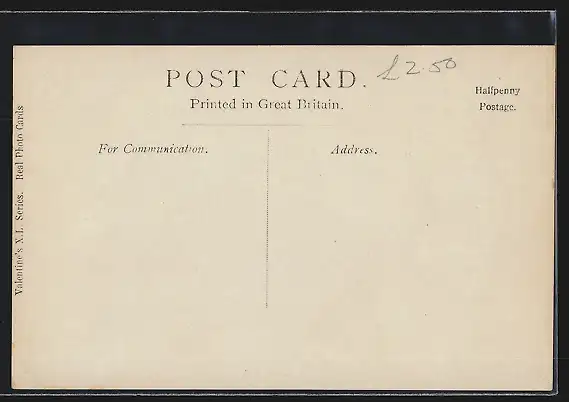 POST CARD.
Printed in Great Britain.
£2.50
Halfpenny
Postage.
For Communication.
Address.
Valentine's X.L. Series. Real Photo Cards